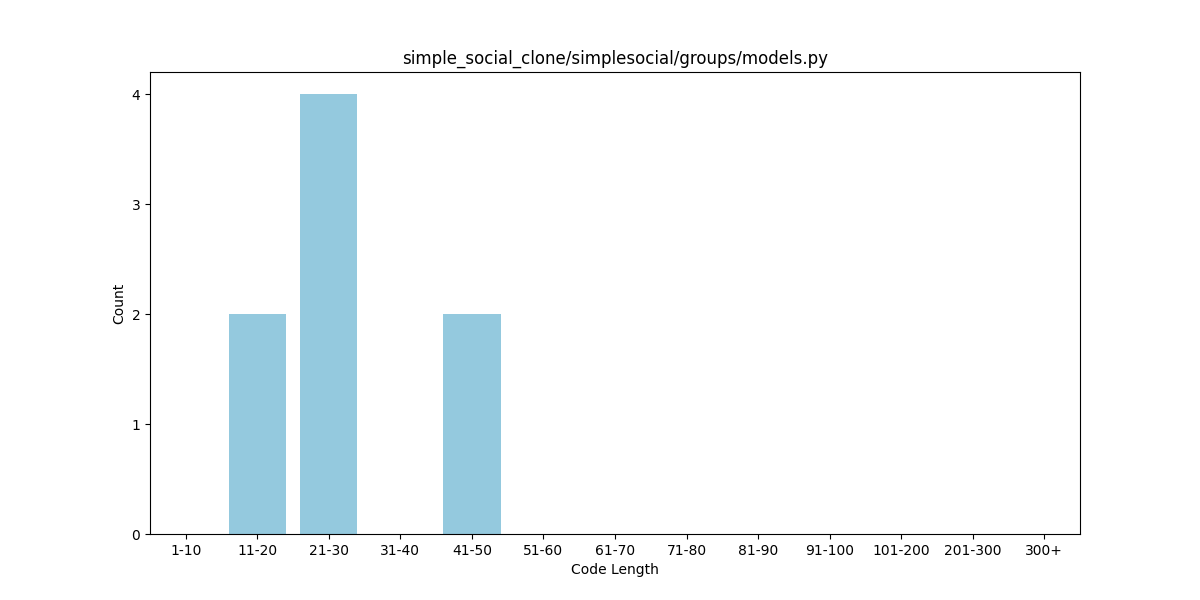 simple_social_clone/simplesocial/groups/models.py
4
3
2
1
0
Count
1-10 11-20 21-30 31-40 41-50 51-60 61-70 71-80 81-90 91-100 101-200 201-300 300+
Code Length